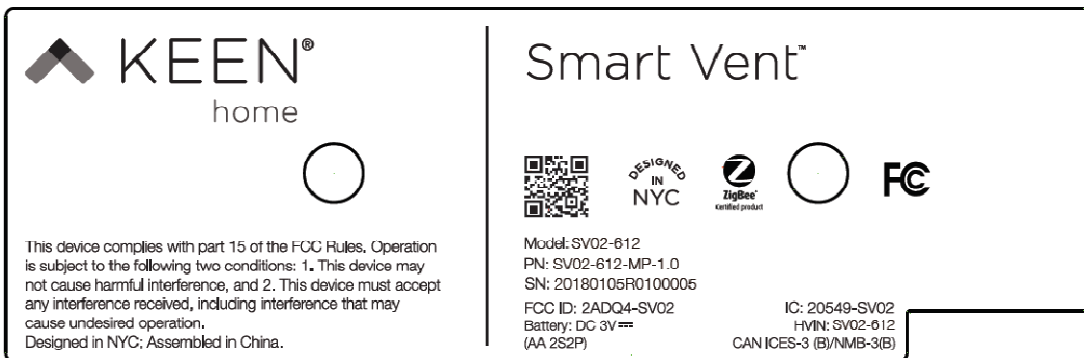 KEEN®
home
This device complies with part 15 of the FCC Rules. Operation
is subject to the following two conditions: 1. This device may
not cause harmful interference, and 2. This device must accept
any interference received, including interference that may
cause undesired operation.
Designed in NYC; Assembled in China.
Smart Vent™
DESIGNED
IN
NYC
ZigBee™
Certified product
FC
Model: SV02-612
PN: SV02-612-MP-1.0
SN: 20180105R0100005
FCC ID: 2ADQ4-SV02
Battery: DC 3V⎓
(AA 2S2P)
IC: 20549-SV02
HVIN: SV02-612
CAN ICES-3 (B)/NMB-3(B)